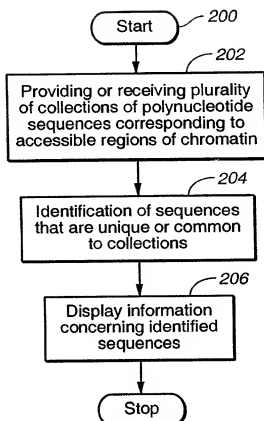 Start
200
202
Providing or receiving plurality
of collections of polynucleotide
sequences corresponding to
accessible regions of chromatin
204
Identification of sequences
that are unique or common
to collections
206
Display information
concerning identified
sequences
Stop